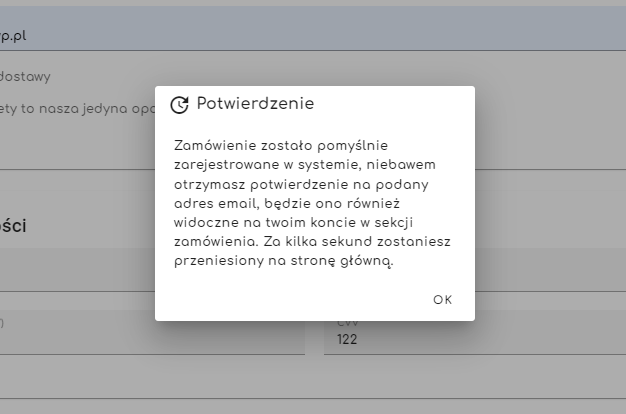 p.pl
dostawy
ety to nasza jedyna opc
Potwierdzenie
Zamówienie zostało pomyślnie
zarejestrowane w systemie, niebawem
otrzymasz potwierdzenie na podany
adres email, będzie ono również
widoczne na twoim koncie w sekcji
zamówienia. Za kilka sekund zostaniesz
przeniesiony na stronę główną.
OK
ości
)
CVV
122